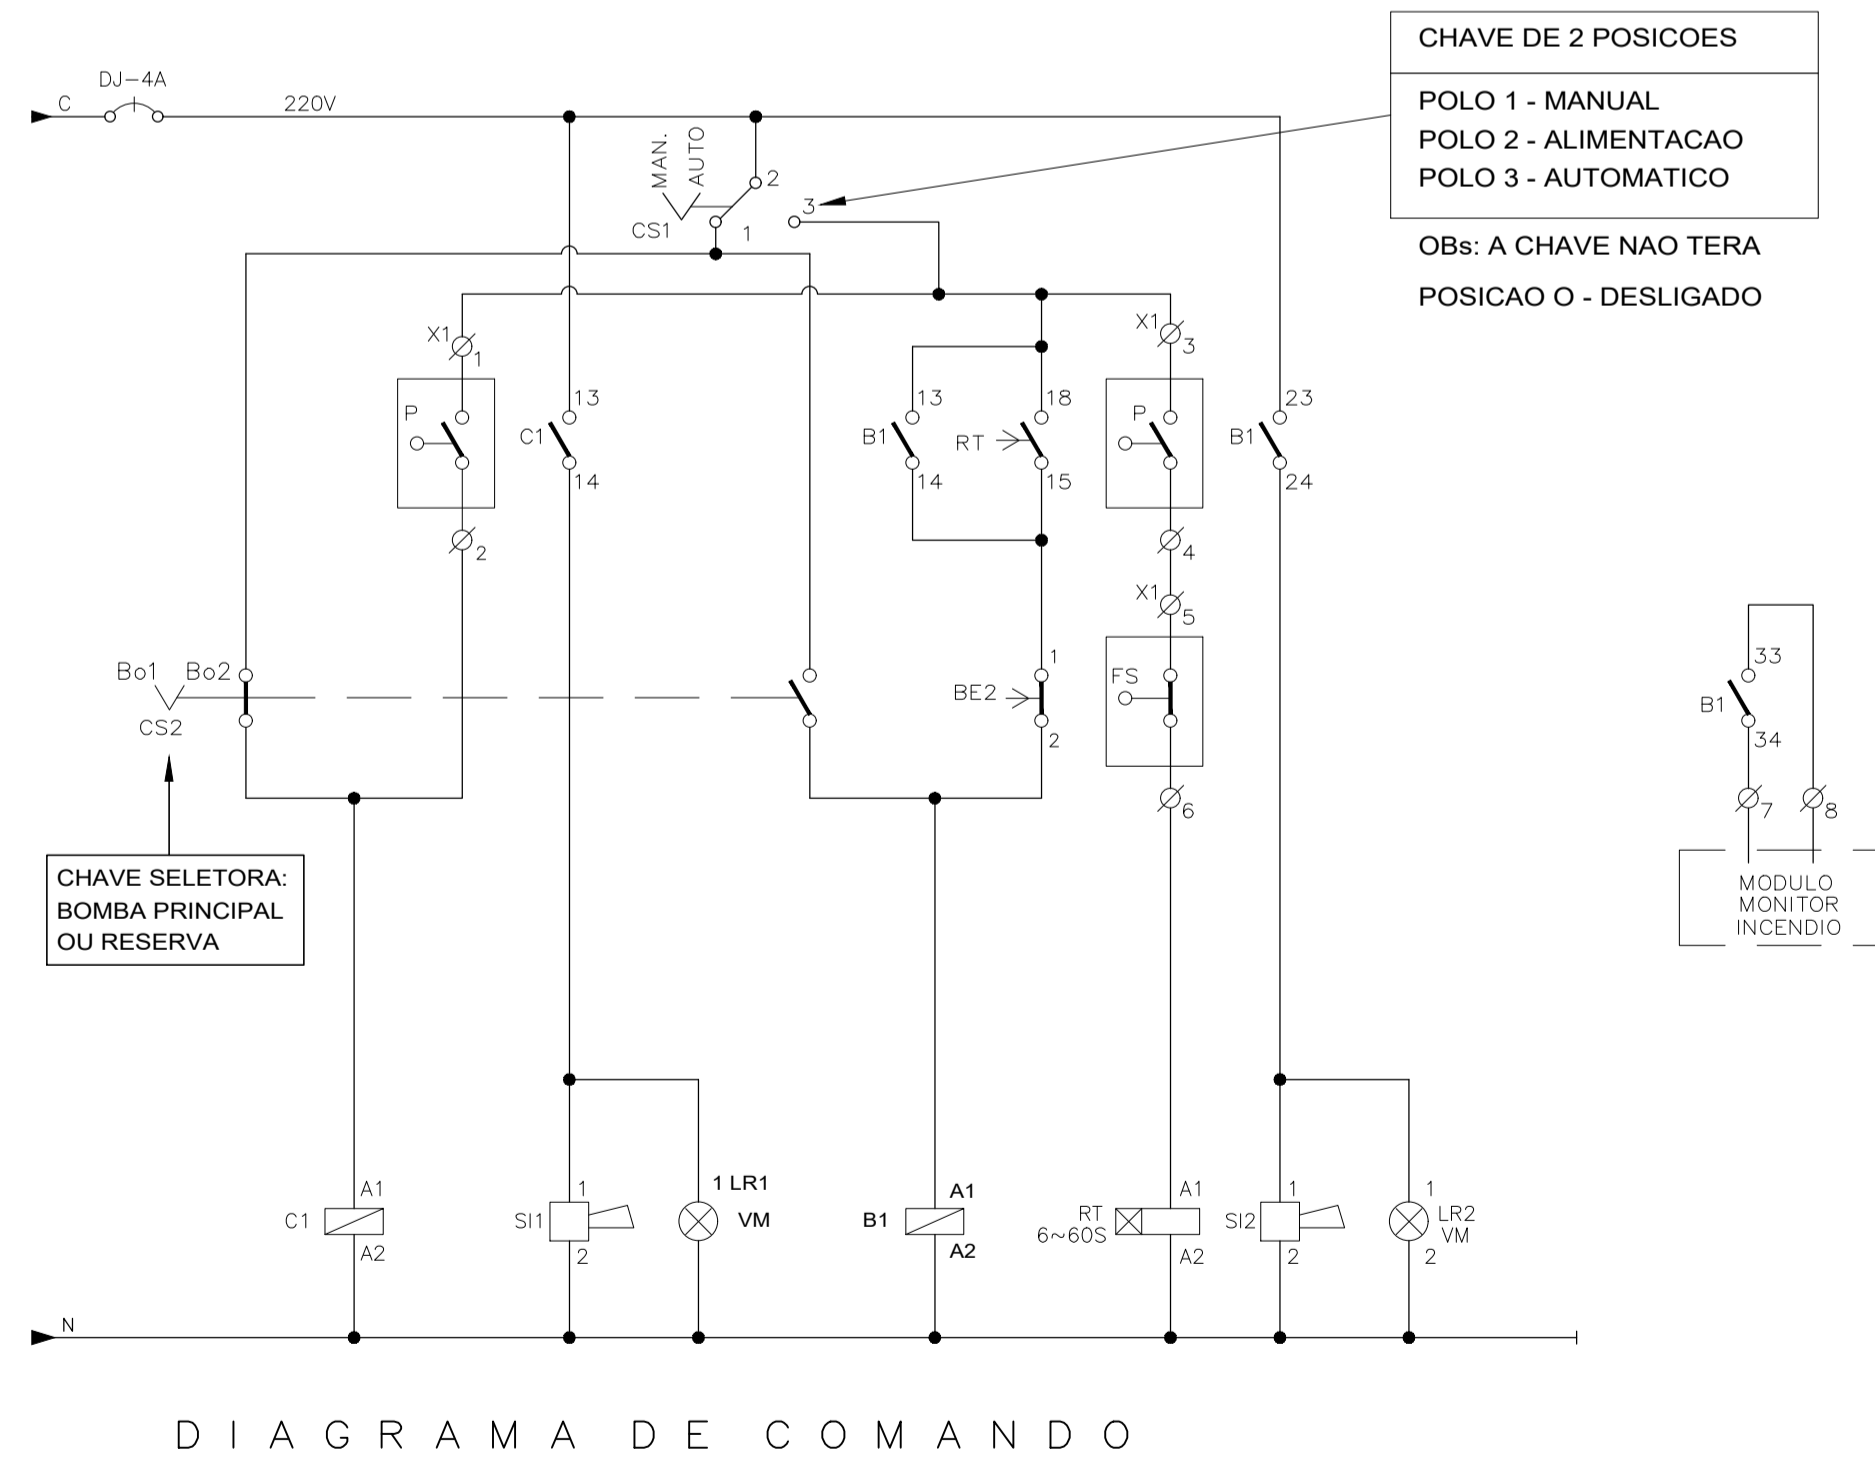 CHAVE DE 2 POSICOES
POLO 1 - MANUAL
POLO 2 - ALIMENTACAO
POLO 3 - AUTOMATICO
OBs: A CHAVE NAO TERA
POSICAO O - DESLIGADO
DJ-4A
C
220V
MAN.
AUTO
2
3
CS1
1
X1
1
X1
3
P
13
C1
14
13
B1
14
18
RT
15
P
23
B1
24
2
4
X1
5
Bo1
Bo2
CS2
1
BE2
2
FS
33
B1
34
6
7
8
CHAVE SELETORA:
BOMBA PRINCIPAL
OU RESERVA
MODULO
MONITOR
INCENDIO
A1
C1
A2
1
SI1
2
1 LR1
VM
A1
B1
A2
A1
RT
6~60S
A2
1
SI2
2
1
LR2
VM
2
N
DIAGRAMA DE COMANDO